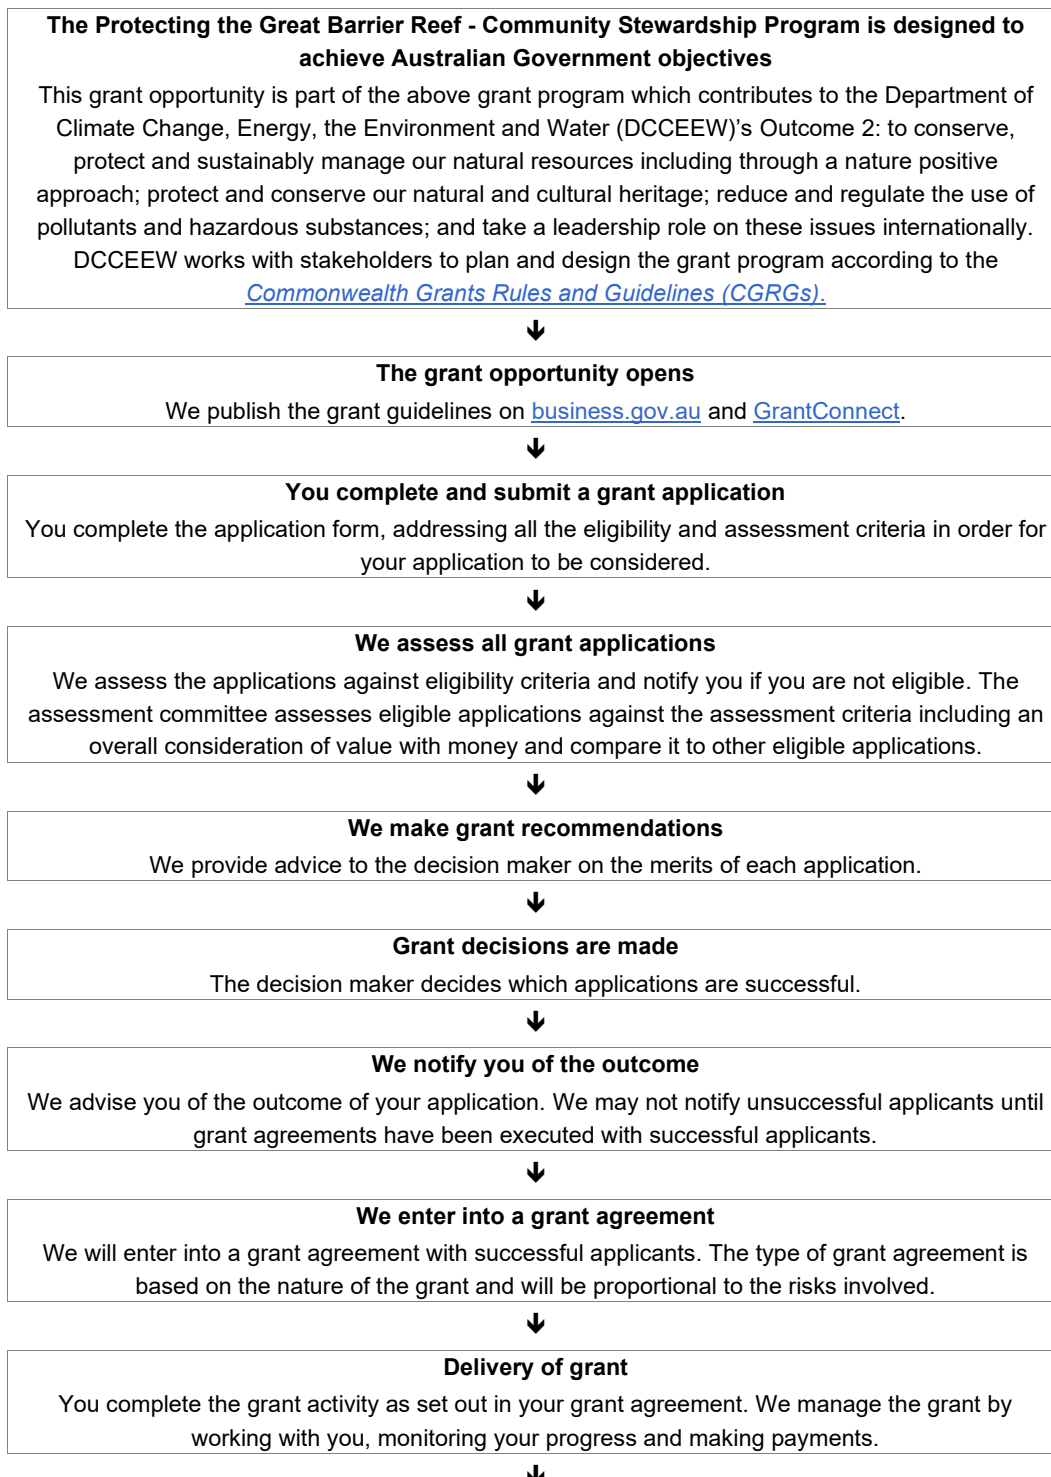 The Protecting the Great Barrier Reef - Community Stewardship Program is designed to
achieve Australian Government objectives
This grant opportunity is part of the above grant program which contributes to the Department of
Climate Change, Energy, the Environment and Water (DCCEEW)'s Outcome 2: to conserve,
protect and sustainably manage our natural resources including through a nature positive
approach; protect and conserve our natural and cultural heritage; reduce and regulate the use of
pollutants and hazardous substances; and take a leadership role on these issues internationally.
DCCEEW works with stakeholders to plan and design the grant program according to the
Commonwealth Grants Rules and Guidelines (CGRGs).
The grant opportunity opens
We publish the grant guidelines on business.gov.au and GrantConnect.
You complete and submit a grant application
You complete the application form, addressing all the eligibility and assessment criteria in order for
your application to be considered.
We assess all grant applications
We assess the applications against eligibility criteria and notify you if you are not eligible. The
assessment committee assesses eligible applications against the assessment criteria including an
overall consideration of value with money and compare it to other eligible applications.
We make grant recommendations
We provide advice to the decision maker on the merits of each application.
Grant decisions are made
The decision maker decides which applications are successful.
We notify you of the outcome
We advise you of the outcome of your application. We may not notify unsuccessful applicants until
grant agreements have been executed with successful applicants.
We enter into a grant agreement
We will enter into a grant agreement with successful applicants. The type of grant agreement is
based on the nature of the grant and will be proportional to the risks involved.
Delivery of grant
You complete the grant activity as set out in your grant agreement. We manage the grant by
working with you, monitoring your progress and making payments.